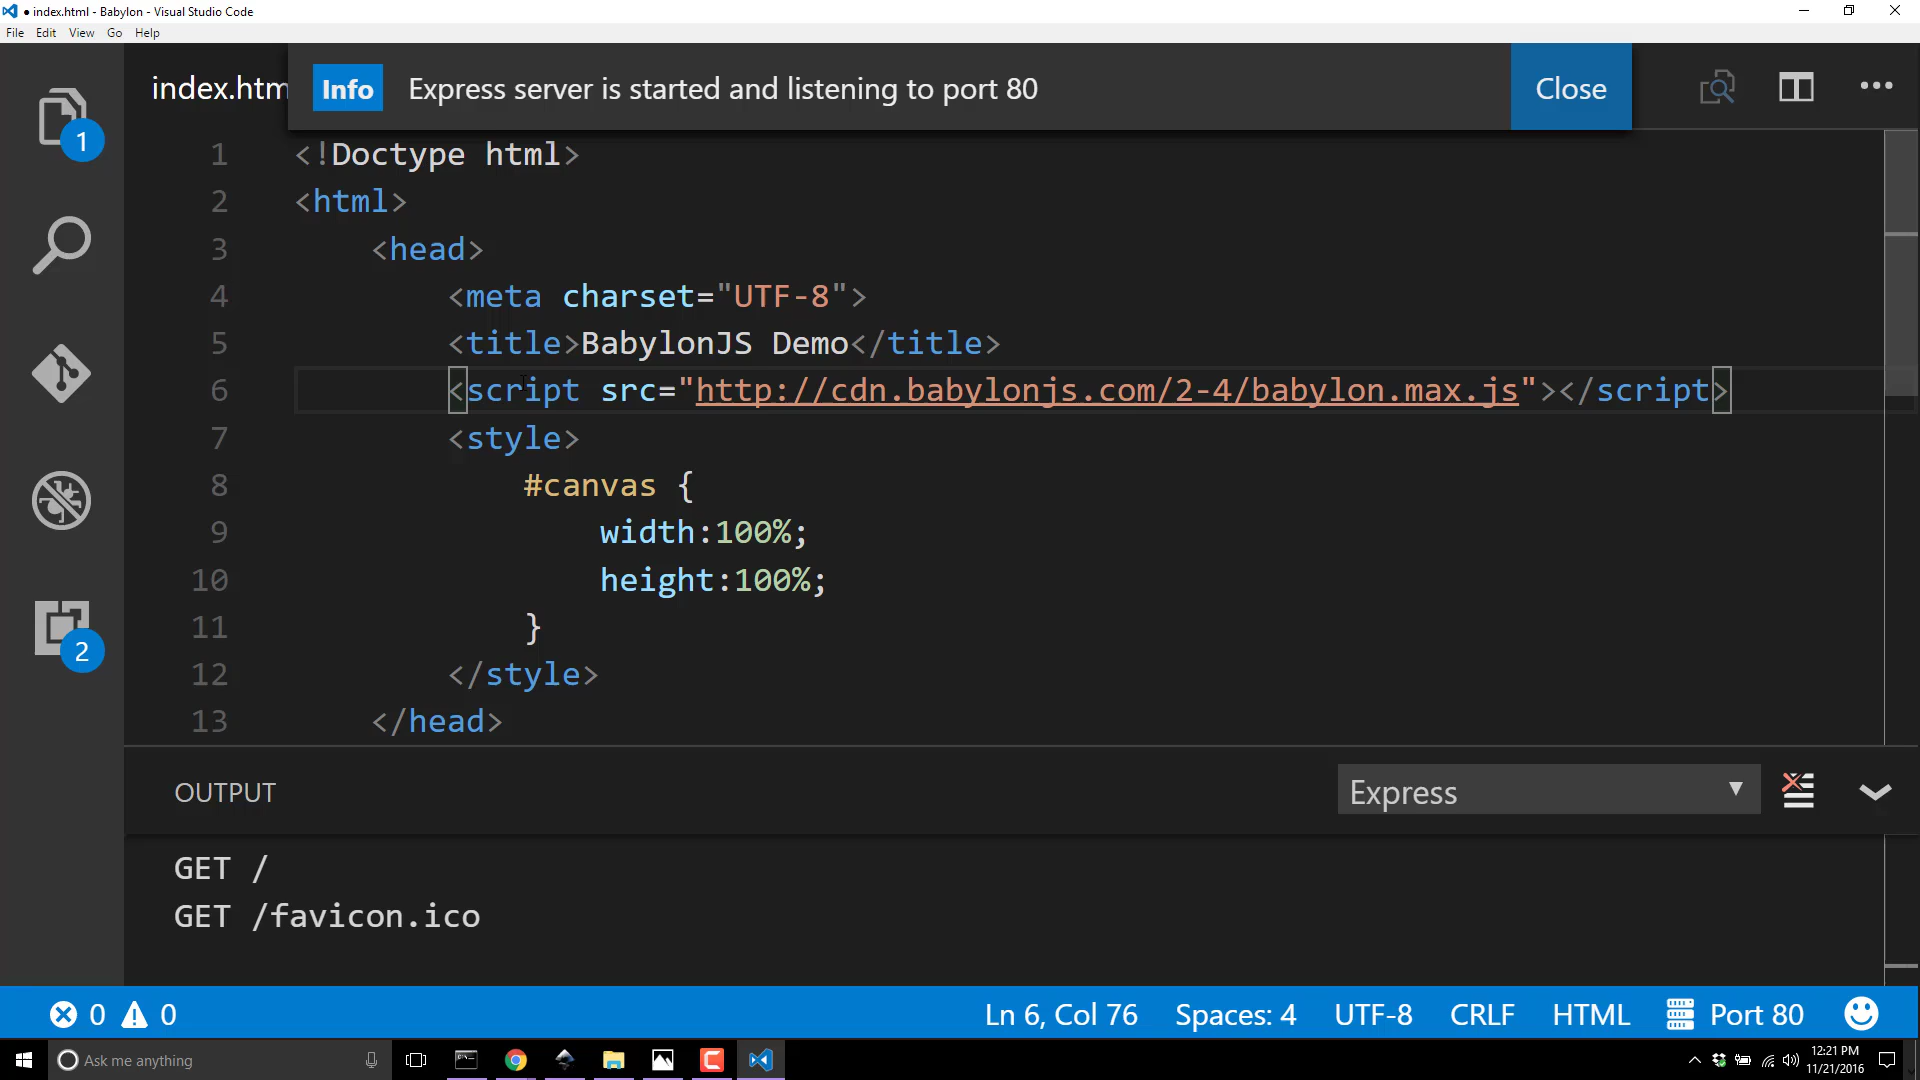 ● index.html - Babylon - Visual Studio Code
File Edit View Go Help
index.htm
Info Express server is started and listening to port 80 Close
1 <!Doctype html>
2 <html>
3 <head>
4 <meta charset="UTF-8">
5 <title>BabylonJS Demo</title>
6 <script src="http://cdn.babylonjs.com/2-4/babylon.max.js"></script>
7 <style>
8 #canvas {
9 width:100%;
10 height:100%;
11 }
12 </style>
13 </head>
1
2
OUTPUT Express
GET /
GET /favicon.ico
0 0 Ln 6, Col 76 Spaces: 4 UTF-8 CRLF HTML Port 80
Ask me anything
12:21 PM
11/21/2016